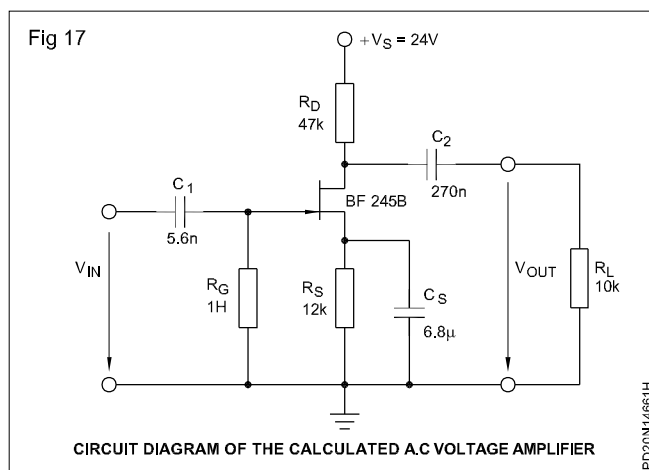 Fig 17
+VS = 24V
RD
47k
C2
270n
BF 245B
C1
5.6n
VIN
RG
1H
RS
12k
CS
6.8µ
VOUT
RL
10k
CIRCUIT DIAGRAM OF THE CALCULATED A.C VOLTAGE AMPLIFIER
PD20N14661H